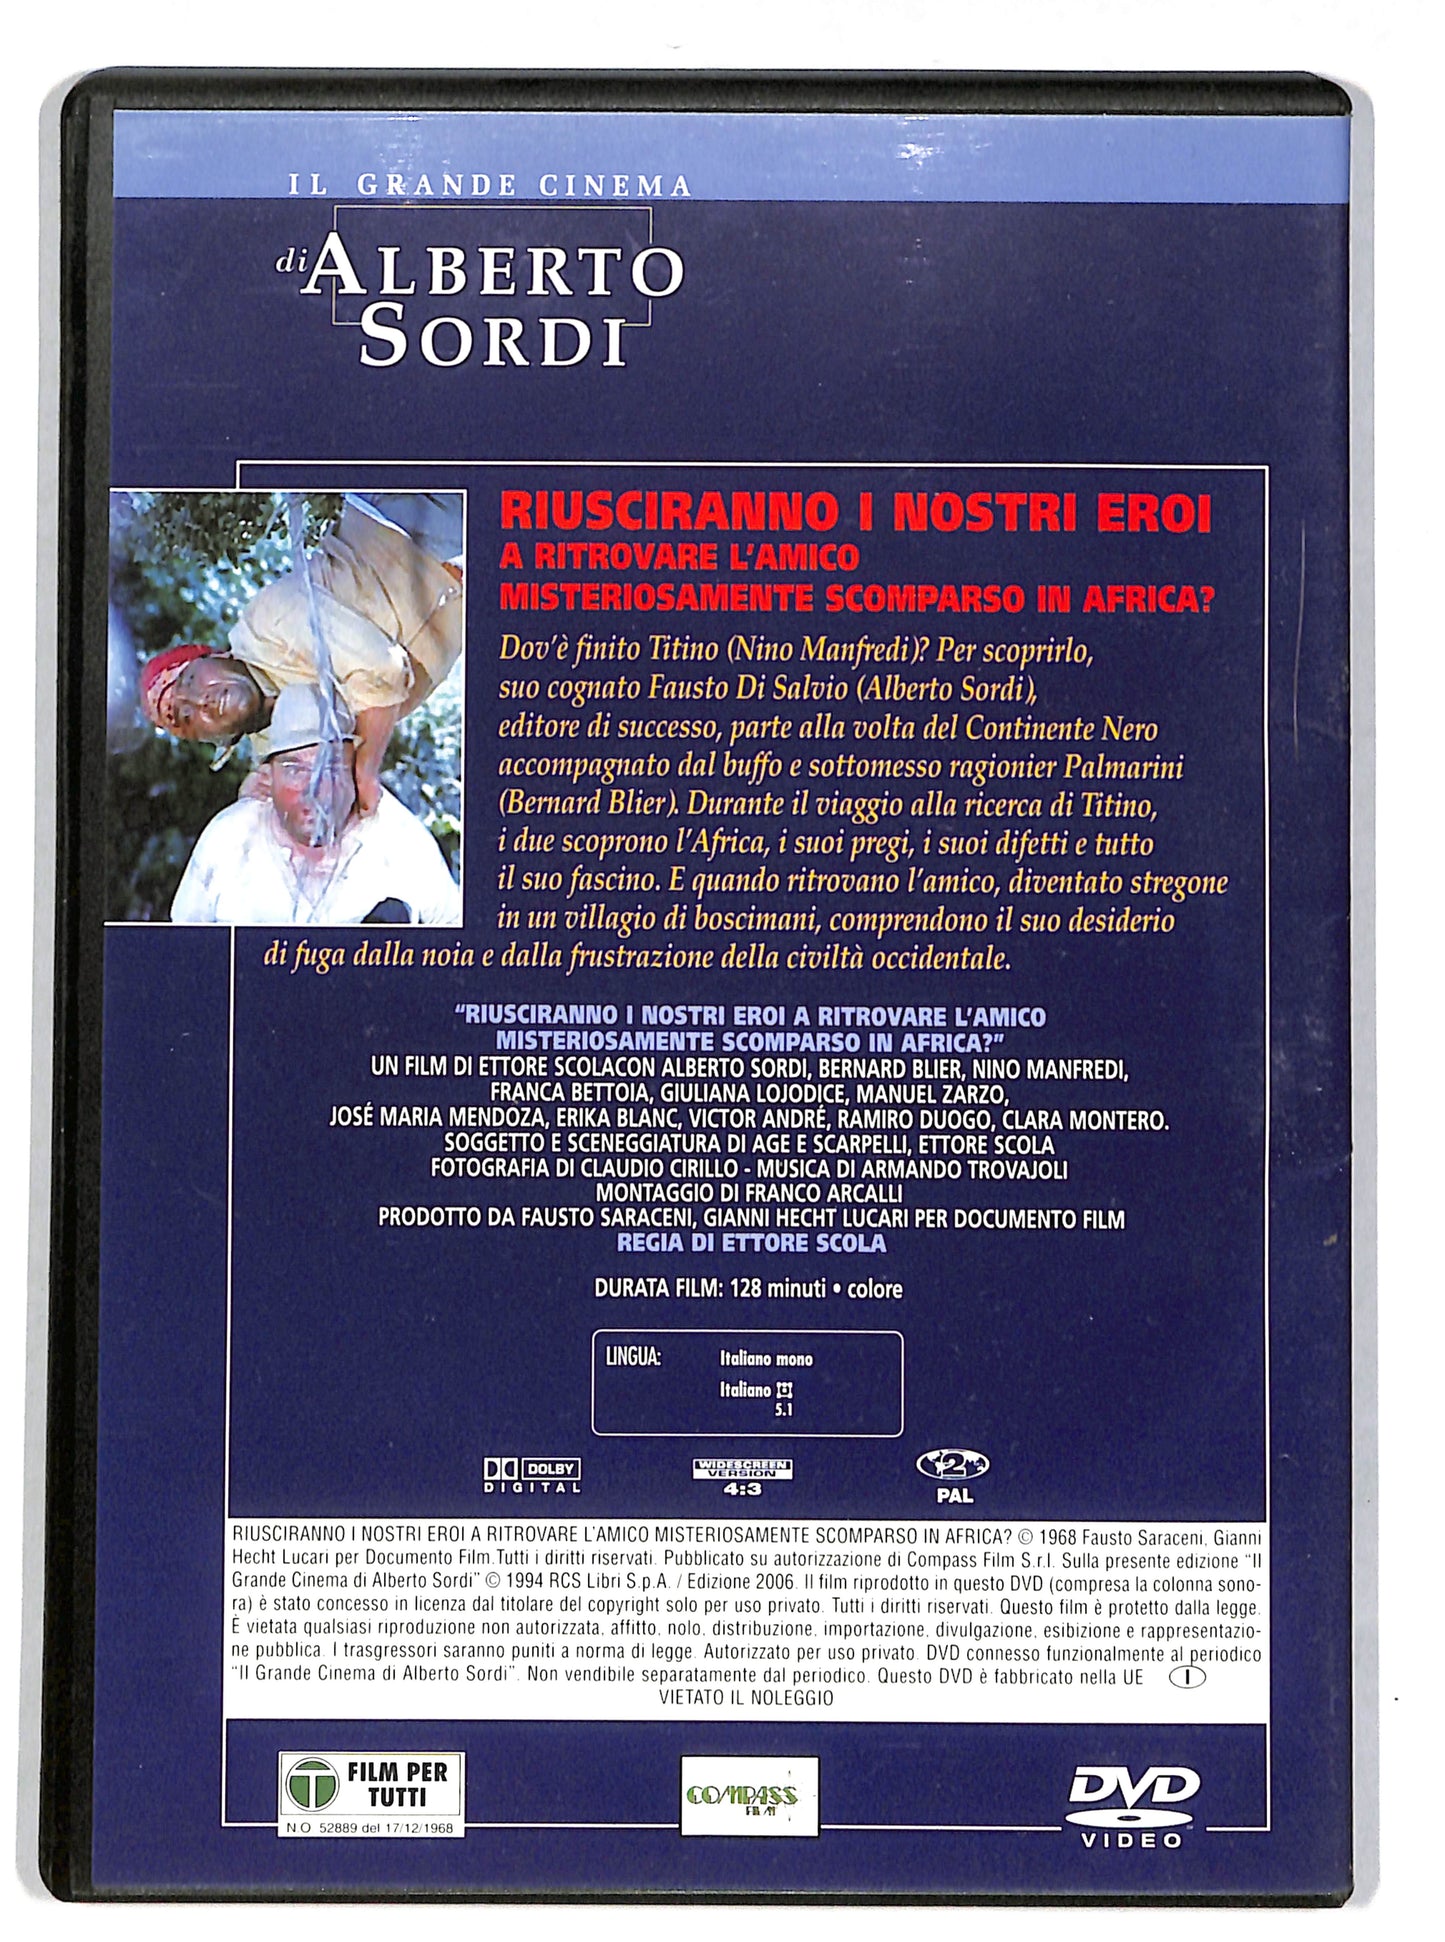 IL GRANDE CINEMA
di ALBERTO
SORDI
RIUSCIRANNO I NOSTRI EROI
A RITROVARE L'AMICO
MISTERIOSAMENTE SCOMPARSO IN AFRICA?
Dov'è finito Titino (Nino Manfredi)? Per scoprirlo,
suo cognato Fausto Di Salvio (Alberto Sordi),
editore di successo, parte alla volta del Continente Nero
accompagnato dal buffo e sottomesso ragionier Palmarini
(Bernard Blier). Durante il viaggio alla ricerca di Titino,
i due scoprono l'Africa, i suoi pregi, i suoi difetti e tutto
il suo fascino. E quando ritrovano l'amico, diventato stregone
in un villagio di boscimani, comprendono il suo desiderio
di fuga dalla noia e dalla frustrazione della civiltà occidentale.
"RIUSCIRANNO I NOSTRI EROI A RITROVARE L'AMICO
MISTERIOSAMENTE SCOMPARSO IN AFRICA?"
UN FILM DI ETTORE SCOLACON ALBERTO SORDI, BERNARD BLIER, NINO MANFREDI,
FRANCA BETTOIA, GIULIANA LOJODICE, MANUEL ZARZO,
JOSÉ MARIA MENDOZA, ERIKA BLANC, VICTOR ANDRÉ, RAMIRO DUOGO, CLARA MONTERO.
SOGGETTO E SCENEGGIATURA DI AGE E SCARPELLI, ETTORE SCOLA
FOTOGRAFIA DI CLAUDIO CIRILLO - MUSICA DI ARMANDO TROVAJOLI
MONTAGGIO DI FRANCO ARCALLI
PRODOTTO DA FAUSTO SARACENI, GIANNI HECHT LUCARI PER DOCUMENTO FILM
REGIA DI ETTORE SCOLA
DURATA FILM: 128 minuti • colore
LINGUA: Italiano mono
Italiano
5.1
DOLBY
DIGITAL
WIDESCREEN
VERSION
4:3
2
PAL
RIUSCIRANNO I NOSTRI EROI A RITROVARE L'AMICO MISTERIOSAMENTE SCOMPARSO IN AFRICA? © 1968 Fausto Saraceni, Gianni
Hecht Lucari per Documento Film.Tutti i diritti riservati. Pubblicato su autorizzazione di Compass Film S.r.l. Sulla presente edizione "Il
Grande Cinema di Alberto Sordi" © 1994 RCS Libri S.p.A. / Edizione 2006. Il film riprodotto in questo DVD (compresa la colonna sono-
ra) è stato concesso in licenza dal titolare del copyright solo per uso privato. Tutti i diritti riservati. Questo film è protetto dalla legge.
È vietata qualsiasi riproduzione non autorizzata, affitto, nolo, distribuzione, importazione, divulgazione, esibizione e rappresentazio-
ne pubblica. I trasgressori saranno puniti a norma di legge. Autorizzato per uso privato. DVD connesso funzionalmente al periodico
"Il Grande Cinema di Alberto Sordi". Non vendibile separatamente dal periodico. Questo DVD è fabbricato nella UE I
VIETATO IL NOLEGGIO
T FILM PER
TUTTI
N O 52889 del 17/12/1968
COMPASS
FILM
DVD
VIDEO